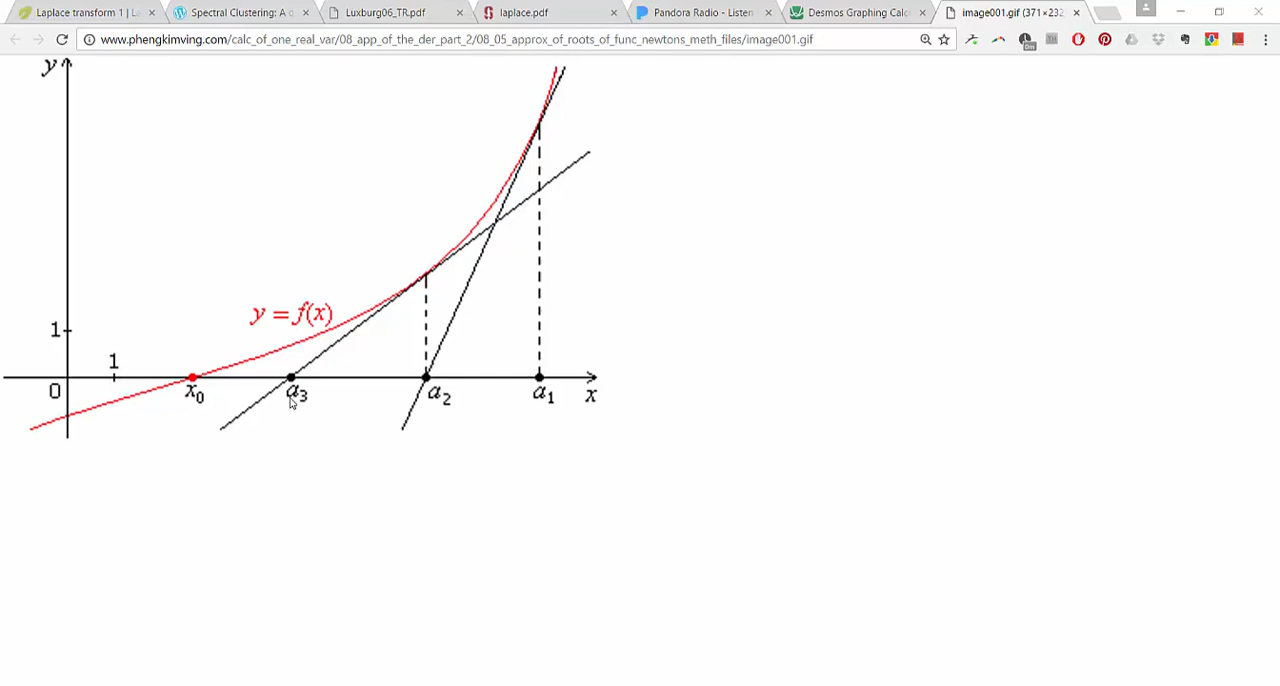 Laplace transform 1 | L
Spectral Clustering: A c
Luxburg06_TR.pdf
laplace.pdf
Pandora Radio - Listen
Desmos Graphing Calc
image001.gif (371×232
www.phengkimving.com/calc_of_one_real_var/08_app_of_the_der_part_2/08_05_approx_of_roots_of_func_newtons_meth_files/image001.gif
0m
y
y = f(x)
1
1
0
x₀
a₃
a₂
a₁
x